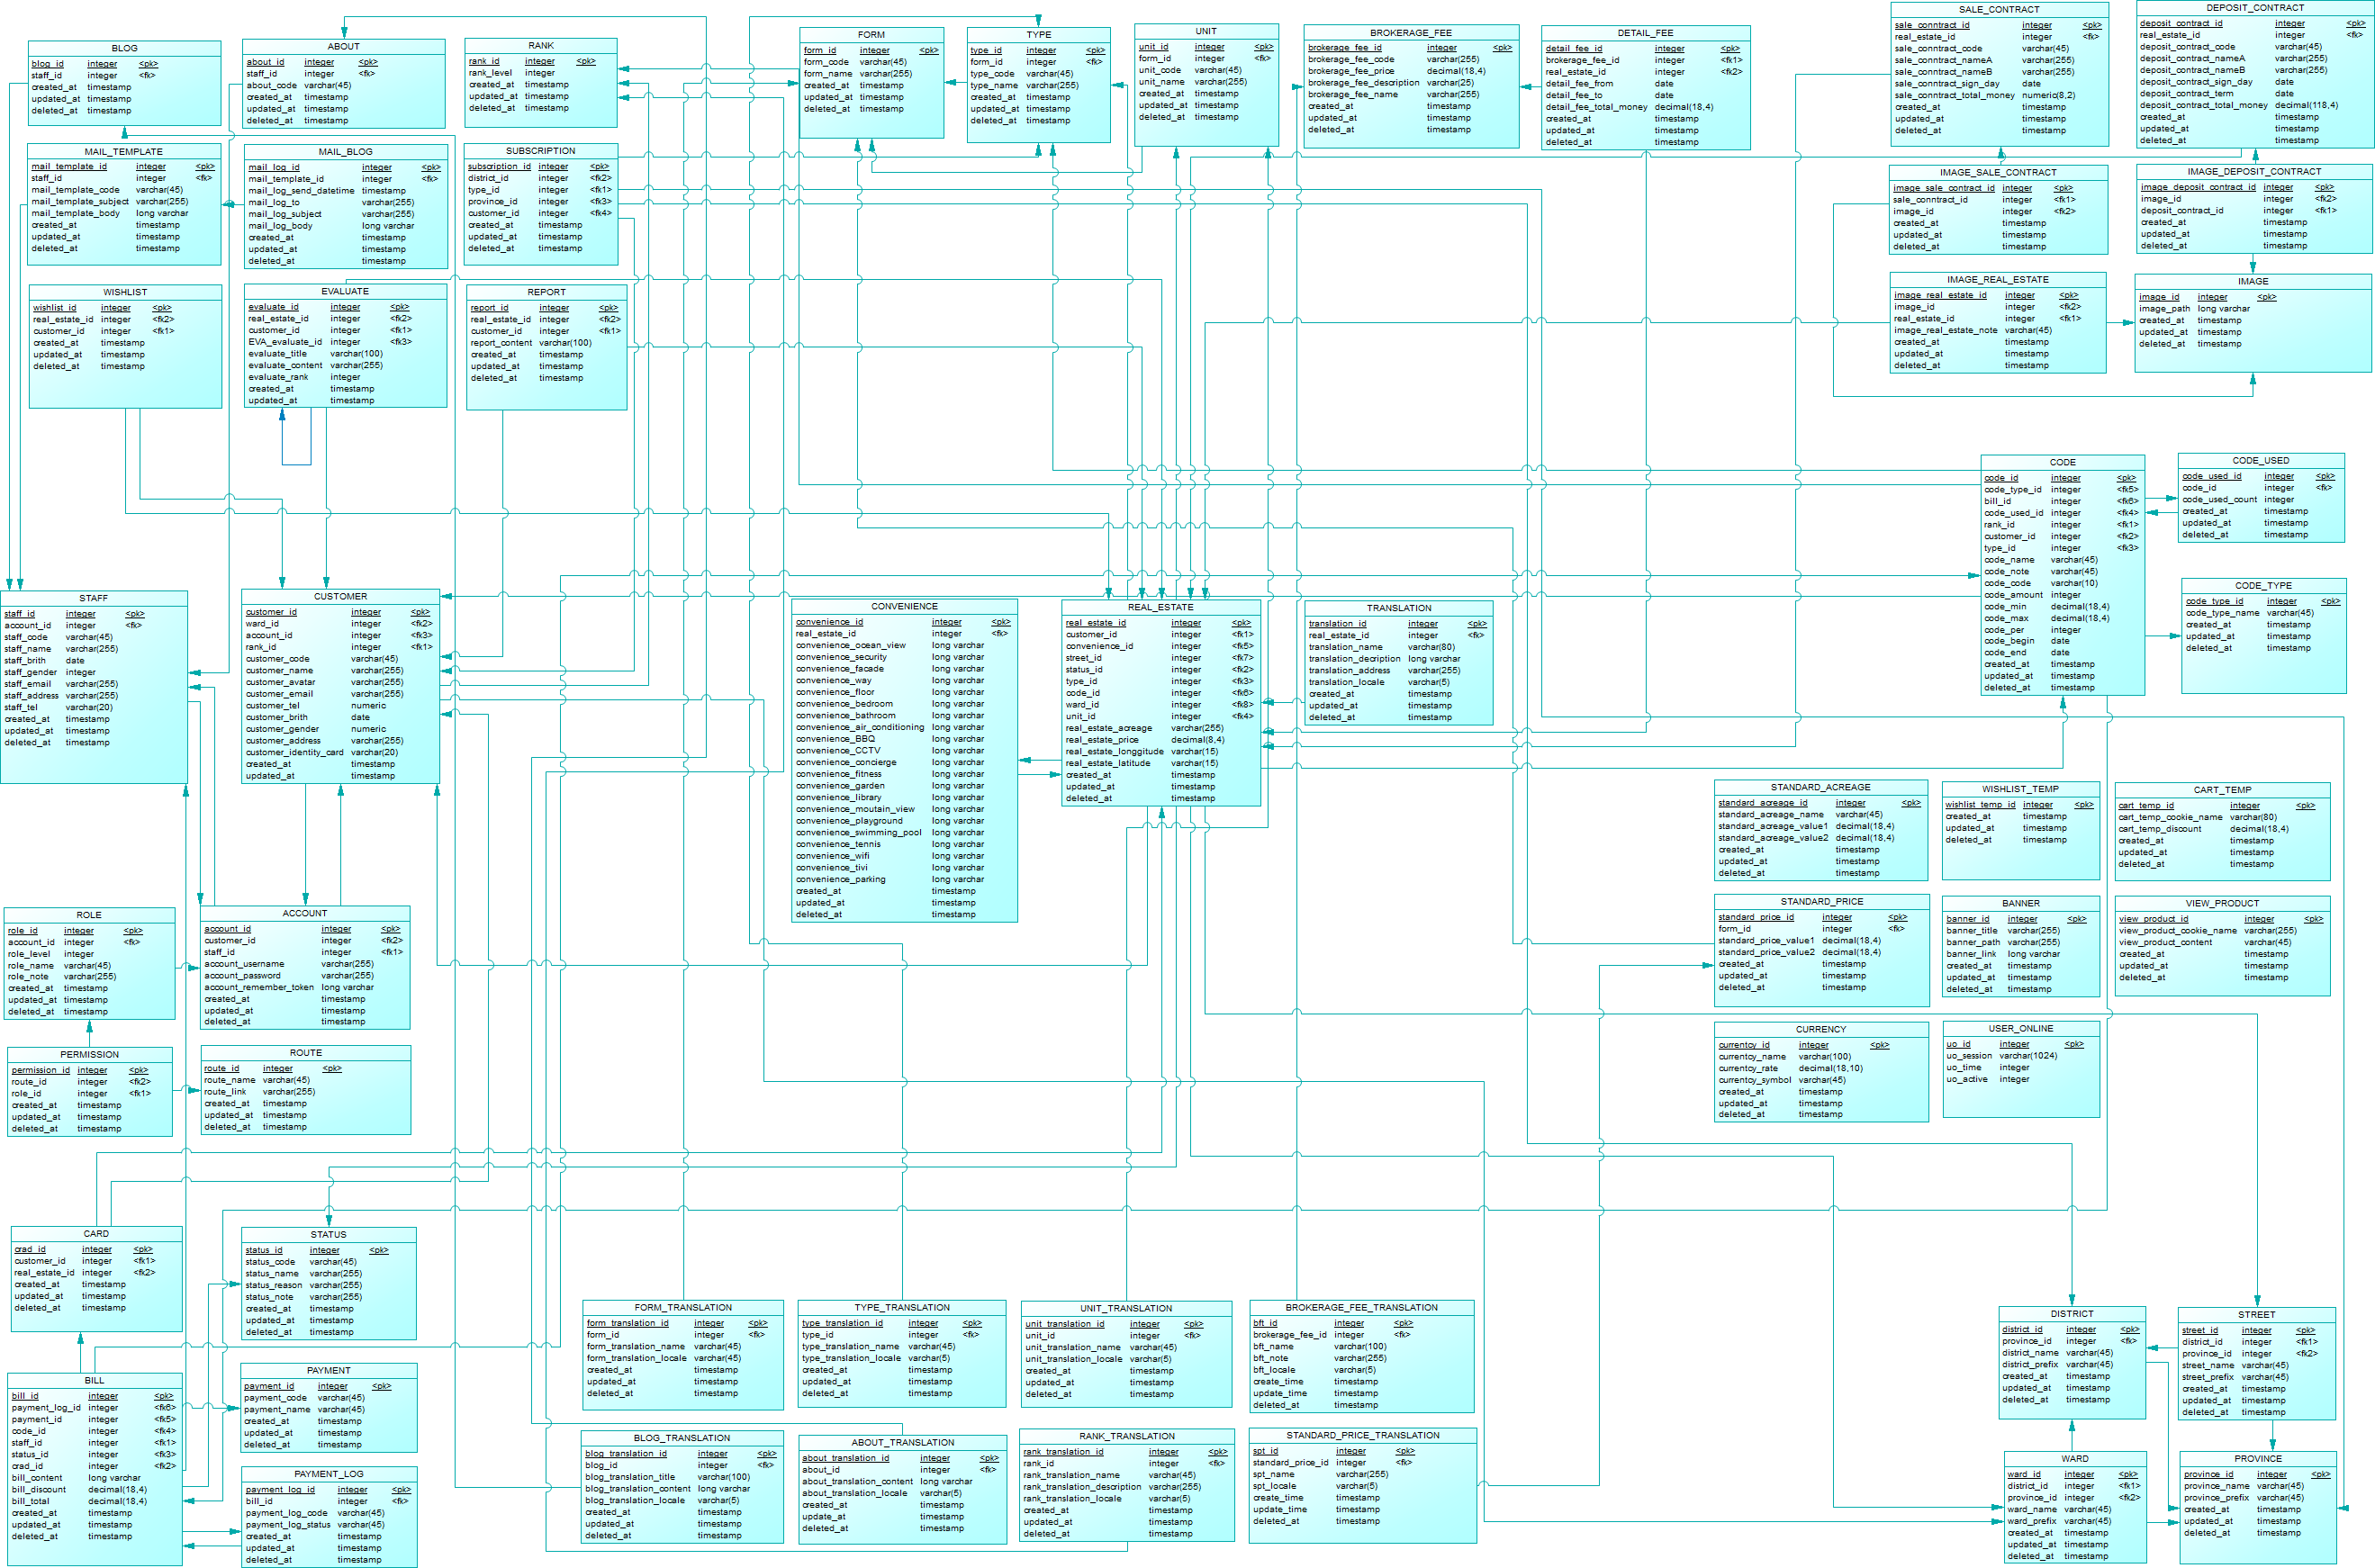 BLOG
blog_id integer <pk>
staff_id integer <fk>
created_at timestamp
updated_at timestamp
deleted_at timestamp
ABOUT
about_id integer <pk>
staff_id integer <fk>
about_code varchar(45)
created_at timestamp
updated_at timestamp
deleted_at timestamp
RANK
rank_id integer <pk>
rank_level integer
created_at timestamp
updated_at timestamp
deleted_at timestamp
FORM
form_id integer <pk>
form_code varchar(45)
form_name varchar(255)
created_at timestamp
updated_at timestamp
deleted_at timestamp
TYPE
type_id integer <pk>
form_id integer <fk>
type_code varchar(45)
type_name varchar(255)
created_at timestamp
updated_at timestamp
deleted_at timestamp
UNIT
unit_id integer <pk>
form_id integer <fk>
unit_code varchar(45)
unit_name varchar(255)
created_at timestamp
updated_at timestamp
deleted_at timestamp
BROKERAGE_FEE
brokerage_fee_id integer <pk>
brokerage_fee_code varchar(255)
brokerage_fee_price decimal(18,4)
brokerage_fee_description varchar(25)
brokerage_fee_name varchar(255)
created_at timestamp
updated_at timestamp
deleted_at timestamp
DETAIL_FEE
detail_fee_id integer <pk>
brokerage_fee_id integer <fk1>
real_estate_id integer <fk2>
detail_fee_from date
detail_fee_to date
detail_fee_total_money decimal(18,4)
created_at timestamp
updated_at timestamp
deleted_at timestamp
SALE_CONTRACT
sale_conntract_id integer <pk>
real_estate_id integer <fk>
sale_conntract_code varchar(45)
sale_conntract_nameA varchar(255)
sale_conntract_nameB varchar(255)
sale_conntract_sign_day date
sale_conntract_total_money numeric(8,2)
created_at timestamp
updated_at timestamp
deleted_at timestamp
DEPOSIT_CONTRACT
deposit_contract_id integer <pk>
real_estate_id integer <fk>
deposit_contract_code varchar(45)
deposit_contract_nameA varchar(255)
deposit_contract_nameB varchar(255)
deposit_contract_sign_day date
deposit_contract_term date
deposit_contract_total_money decimal(118,4)
created_at timestamp
updated_at timestamp
deleted_at timestamp
MAIL_TEMPLATE
mail_template_id integer <pk>
staff_id integer <fk>
mail_template_code varchar(45)
mail_template_subject varchar(255)
mail_template_body long varchar
created_at timestamp
updated_at timestamp
deleted_at timestamp
MAIL_BLOG
mail_log_id integer <pk>
mail_template_id integer <fk>
mail_log_send_datetime timestamp
mail_log_to varchar(255)
mail_log_subject varchar(255)
mail_log_body long varchar
created_at timestamp
updated_at timestamp
deleted_at timestamp
SUBSCRIPTION
subscription_id integer <pk>
district_id integer <fk2>
type_id integer <fk1>
province_id integer <fk3>
customer_id integer <fk4>
created_at timestamp
updated_at timestamp
deleted_at timestamp
IMAGE_SALE_CONTRACT
image_sale_contract_id integer <pk>
sale_conntract_id integer <fk1>
image_id integer <fk2>
created_at timestamp
updated_at timestamp
deleted_at timestamp
IMAGE_DEPOSIT_CONTRACT
image_deposit_contract_id integer <pk>
image_id integer <fk2>
deposit_contract_id integer <fk1>
created_at timestamp
updated_at timestamp
deleted_at timestamp
WISHLIST
wishlist_id integer <pk>
real_estate_id integer <fk2>
customer_id integer <fk1>
created_at timestamp
updated_at timestamp
deleted_at timestamp
EVALUATE
evaluate_id integer <pk>
real_estate_id integer <fk2>
customer_id integer <fk1>
EVA_evaluate_id integer <fk3>
evaluate_title varchar(100)
evaluate_content varchar(255)
evaluate_rank integer
created_at timestamp
updated_at timestamp
REPORT
report_id integer <pk>
real_estate_id integer <fk2>
customer_id integer <fk1>
report_content varchar(100)
created_at timestamp
updated_at timestamp
deleted_at timestamp
IMAGE_REAL_ESTATE
image_real_estate_id integer <pk>
image_id integer <fk2>
real_estate_id integer <fk1>
image_real_estate_note varchar(45)
created_at timestamp
updated_at timestamp
deleted_at timestamp
IMAGE
image_id integer <pk>
image_path long varchar
created_at timestamp
updated_at timestamp
deleted_at timestamp
CODE
code_id integer <pk>
code_type_id integer <fk5>
bill_id integer <fk6>
code_used_id integer <fk4>
rank_id integer <fk1>
customer_id integer <fk2>
type_id integer <fk3>
code_name varchar(45)
code_note varchar(45)
code_code varchar(10)
code_amount integer
code_min decimal(18,4)
code_max decimal(18,4)
code_per integer
code_begin date
code_end date
created_at timestamp
updated_at timestamp
deleted_at timestamp
CODE_USED
code_used_id integer <pk>
code_id integer <fk>
code_used_count integer
created_at timestamp
updated_at timestamp
deleted_at timestamp
CODE_TYPE
code_type_id integer <pk>
code_type_name varchar(45)
created_at timestamp
updated_at timestamp
deleted_at timestamp
STAFF
staff_id integer <pk>
account_id integer <fk>
staff_code varchar(45)
staff_name varchar(255)
staff_brith date
staff_gender integer
staff_email varchar(255)
staff_address varchar(255)
staff_tel varchar(20)
created_at timestamp
updated_at timestamp
deleted_at timestamp
CUSTOMER
customer_id integer <pk>
ward_id integer <fk2>
account_id integer <fk3>
rank_id integer <fk1>
customer_code varchar(45)
customer_name varchar(255)
customer_avatar varchar(255)
customer_email varchar(255)
customer_tel numeric
customer_brith date
customer_gender numeric
customer_address varchar(255)
customer_identity_card varchar(20)
created_at timestamp
updated_at timestamp
CONVENIENCE
convenience_id integer <pk>
real_estate_id integer <fk>
convenience_ocean_view long varchar
convenience_security long varchar
convenience_facade long varchar
convenience_way long varchar
convenience_floor long varchar
convenience_bedroom long varchar
convenience_bathroom long varchar
convenience_air_conditioning long varchar
convenience_BBQ long varchar
convenience_CCTV long varchar
convenience_concierge long varchar
convenience_fitness long varchar
convenience_garden long varchar
convenience_library long varchar
convenience_moutain_view long varchar
convenience_playground long varchar
convenience_swimming_pool long varchar
convenience_tennis long varchar
convenience_wifi long varchar
convenience_tivi long varchar
convenience_parking long varchar
created_at timestamp
updated_at timestamp
deleted_at timestamp
REAL_ESTATE
real_estate_id integer <pk>
customer_id integer <fk1>
convenience_id integer <fk5>
street_id integer <fk7>
status_id integer <fk2>
type_id integer <fk3>
code_id integer <fk6>
ward_id integer <fk8>
unit_id integer <fk4>
real_estate_acreage varchar(255)
real_estate_price decimal(8,4)
real_estate_longgitude varchar(15)
real_estate_latitude varchar(15)
created_at timestamp
updated_at timestamp
deleted_at timestamp
TRANSLATION
translation_id integer <pk>
real_estate_id integer <fk>
translation_name varchar(80)
translation_decription long varchar
translation_address varchar(255)
translation_locale varchar(5)
created_at timestamp
updated_at timestamp
deleted_at timestamp
STANDARD_ACREAGE
standard_acreage_id integer <pk>
standard_acreage_name varchar(45)
standard_acreage_value1 decimal(18,4)
standard_acreage_value2 decimal(18,4)
created_at timestamp
updated_at timestamp
deleted_at timestamp
WISHLIST_TEMP
wishlist_temp_id integer <pk>
created_at timestamp
updated_at timestamp
deleted_at timestamp
CART_TEMP
cart_temp_id integer <pk>
cart_temp_cookie_name varchar(80)
cart_temp_discount decimal(18,4)
created_at timestamp
updated_at timestamp
deleted_at timestamp
ROLE
role_id integer <pk>
account_id integer <fk>
role_level integer
role_name varchar(45)
role_note varchar(255)
created_at timestamp
updated_at timestamp
deleted_at timestamp
ACCOUNT
account_id integer <pk>
customer_id integer <fk2>
staff_id integer <fk1>
account_username varchar(255)
account_password varchar(255)
account_remember_token long varchar
created_at timestamp
updated_at timestamp
deleted_at timestamp
STANDARD_PRICE
standard_price_id integer <pk>
form_id integer <fk>
standard_price_value1 decimal(18,4)
standard_price_value2 decimal(18,4)
created_at timestamp
updated_at timestamp
deleted_at timestamp
BANNER
banner_id integer <pk>
banner_title varchar(255)
banner_path varchar(255)
banner_link long varchar
created_at timestamp
updated_at timestamp
deleted_at timestamp
VIEW_PRODUCT
view_product_id integer <pk>
view_product_cookie_name varchar(255)
view_product_content varchar(45)
created_at timestamp
updated_at timestamp
deleted_at timestamp
PERMISSION
permission_id integer <pk>
route_id integer <fk2>
role_id integer <fk1>
created_at timestamp
updated_at timestamp
deleted_at timestamp
ROUTE
route_id integer <pk>
route_name varchar(45)
route_link varchar(255)
created_at timestamp
updated_at timestamp
deleted_at timestamp
CURRENCY
currentcy_id integer <pk>
currentcy_name varchar(100)
currentcy_rate decimal(18,10)
currentcy_symbol varchar(45)
created_at timestamp
updated_at timestamp
deleted_at timestamp
USER_ONLINE
uo_id integer <pk>
uo_session varchar(1024)
uo_time integer
uo_active integer
CARD
crad_id integer <pk>
customer_id integer <fk1>
real_estate_id integer <fk2>
created_at timestamp
updated_at timestamp
deleted_at timestamp
STATUS
status_id integer <pk>
status_code varchar(45)
status_name varchar(255)
status_reason varchar(255)
status_note varchar(255)
created_at timestamp
updated_at timestamp
deleted_at timestamp
FORM_TRANSLATION
form_translation_id integer <pk>
form_id integer <fk>
form_translation_name varchar(45)
form_translation_locale varchar(45)
created_at timestamp
updated_at timestamp
deleted_at timestamp
TYPE_TRANSLATION
type_translation_id integer <pk>
type_id integer <fk>
type_translation_name varchar(45)
type_translation_locale varchar(5)
created_at timestamp
updated_at timestamp
deleted_at timestamp
UNIT_TRANSLATION
unit_translation_id integer <pk>
unit_id integer <fk>
unit_translation_name varchar(45)
unit_translation_locale varchar(5)
created_at timestamp
updated_at timestamp
deleted_at timestamp
BROKERAGE_FEE_TRANSLATION
bft_id integer <pk>
brokerage_fee_id integer <fk>
bft_name varchar(100)
bft_note varchar(255)
bft_locale varchar(5)
create_time timestamp
update_time timestamp
deleted_at timestamp
DISTRICT
district_id integer <pk>
province_id integer <fk>
district_name varchar(45)
district_prefix varchar(45)
created_at timestamp
updated_at timestamp
deleted_at timestamp
STREET
street_id integer <pk>
district_id integer <fk1>
province_id integer <fk2>
street_name varchar(45)
street_prefix varchar(45)
created_at timestamp
updated_at timestamp
deleted_at timestamp
BILL
bill_id integer <pk>
payment_log_id integer <fk6>
payment_id integer <fk5>
code_id integer <fk4>
staff_id integer <fk1>
status_id integer <fk3>
crad_id integer <fk2>
bill_content long varchar
bill_discount decimal(18,4)
bill_total decimal(18,4)
created_at timestamp
updated_at timestamp
deleted_at timestamp
PAYMENT
payment_id integer <pk>
payment_code varchar(45)
payment_name varchar(45)
created_at timestamp
updated_at timestamp
deleted_at timestamp
PAYMENT_LOG
payment_log_id integer <pk>
bill_id integer <fk>
payment_log_code varchar(45)
payment_log_status varchar(45)
created_at timestamp
updated_at timestamp
deleted_at timestamp
BLOG_TRANSLATION
blog_translation_id integer <pk>
blog_id integer <fk>
blog_translation_title varchar(100)
blog_translation_content long varchar
blog_translation_locale varchar(5)
created_at timestamp
updated_at timestamp
deleted_at timestamp
ABOUT_TRANSLATION
about_translation_id integer <pk>
about_id integer <fk>
about_translation_content long varchar
about_translation_locale varchar(5)
created_at timestamp
update_at timestamp
deleted_at timestamp
RANK_TRANSLATION
rank_translation_id integer <pk>
rank_id integer <fk>
rank_translation_name varchar(45)
rank_translation_description varchar(255)
rank_translation_locale varchar(5)
created_at timestamp
updated_at timestamp
deleted_at timestamp
STANDARD_PRICE_TRANSLATION
spt_id integer <pk>
standard_price_id integer <fk>
spt_name varchar(255)
spt_locale varchar(5)
create_time timestamp
update_time timestamp
deleted_at timestamp
WARD
ward_id integer <pk>
district_id integer <fk1>
province_id integer <fk2>
ward_name varchar(45)
ward_prefix varchar(45)
created_at timestamp
updated_at timestamp
deleted_at timestamp
PROVINCE
province_id integer <pk>
province_name varchar(45)
province_prefix varchar(45)
created_at timestamp
updated_at timestamp
deleted_at timestamp